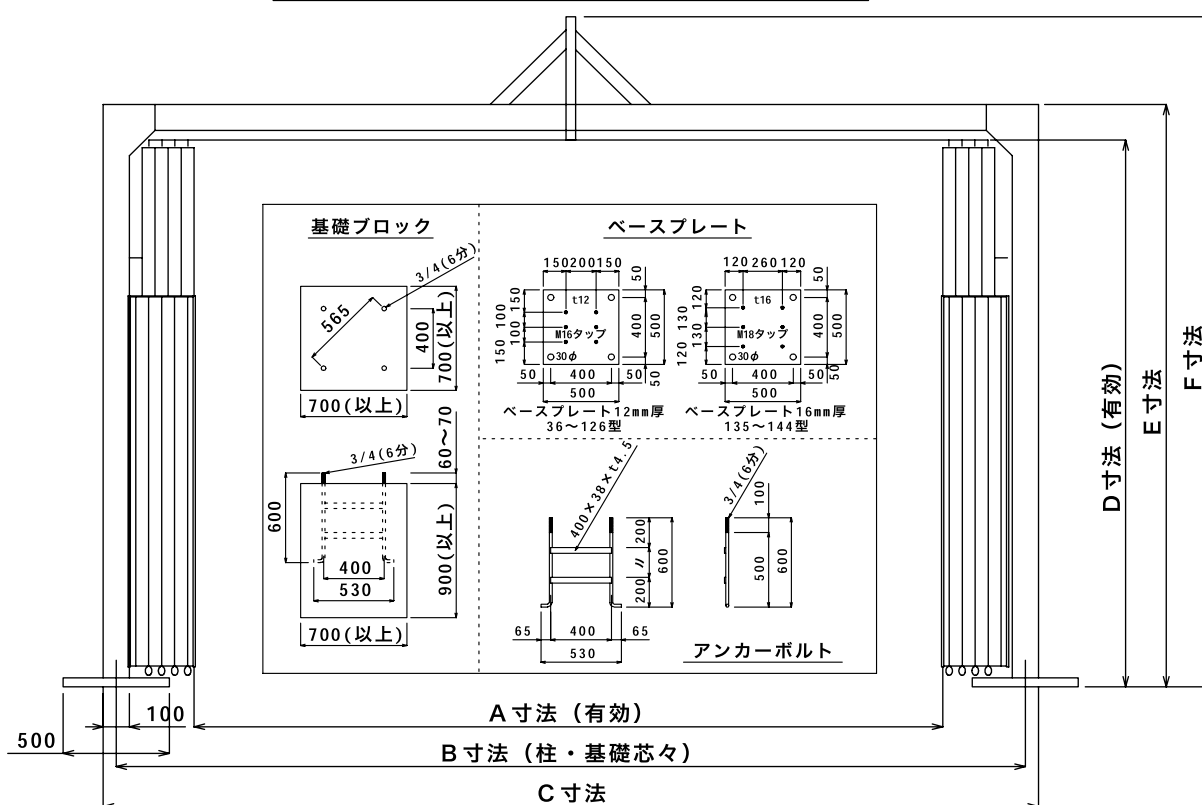 基礎ブロック
3/4(6分)
565
400
700(以上)
700(以上)
60〜70
3/4(6分)
600
400
530
900(以上)
700(以上)
ベースプレート
150 200 150
50
t12
M16タップ
30φ
150
100
100
150
400
500
50
400
50
50
500
ベースプレート12mm厚
36〜126型
120 260 120
50
t16
M18タップ
30φ
120
130
130
120
400
500
50
400
50
50
500
ベースプレート16mm厚
135〜144型
400×38×t4.5
200
〃
200
600
65
400
65
530
3/4(6分)
100
500
600
アンカーボルト
D寸法(有効)
E寸法
F寸法
100
500
A寸法(有効)
B寸法(柱・基礎芯々)
C寸法